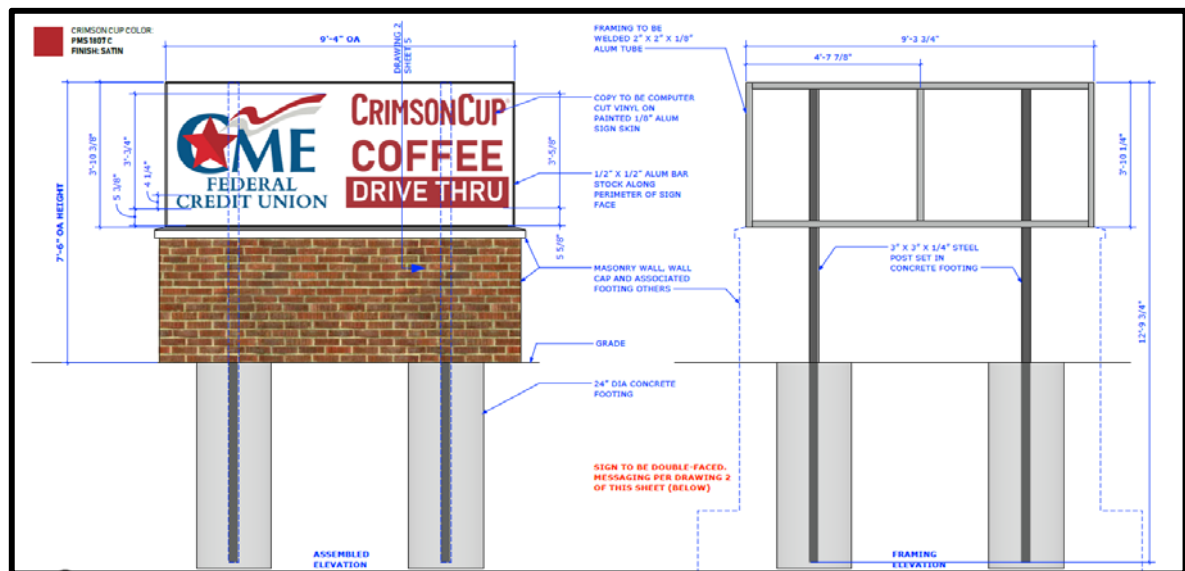 CRIMSON CUP COLOR:
PMS 1807 C
FINISH: SATIN
9'-4" OA
DRAWING 2
SHEET 5
3'-10 3/8"
3'-3/4"
5 3/8"
4 1/4"
7'-6" OA HEIGHT
CME
FEDERAL
CREDIT UNION
CRIMSONCUP
COFFEE
DRIVE THRU
3'-5/8"
5 5/8"
FRAMING TO BE
WELDED 2" X 2" X 1/8"
ALUM TUBE
COPY TO BE COMPUTER
CUT VINYL ON
PAINTED 1/8" ALUM
SIGN SKIN
1/2" X 1/2" ALUM BAR
STOCK ALONG
PERIMETER OF SIGN
FACE
MASONRY WALL, WALL
CAP AND ASSOCIATED
FOOTING OTHERS
GRADE
24" DIA CONCRETE
FOOTING
SIGN TO BE DOUBLE-FACED.
MESSAGING PER DRAWING 2
OF THIS SHEET (BELOW)
9'-3 3/4"
4'-7 7/8"
3'-10 1/4"
3" X 3" X 1/4" STEEL
POST SET IN
CONCRETE FOOTING
12'-9 3/4"
ASSEMBLED
ELEVATION
FRAMING
ELEVATION